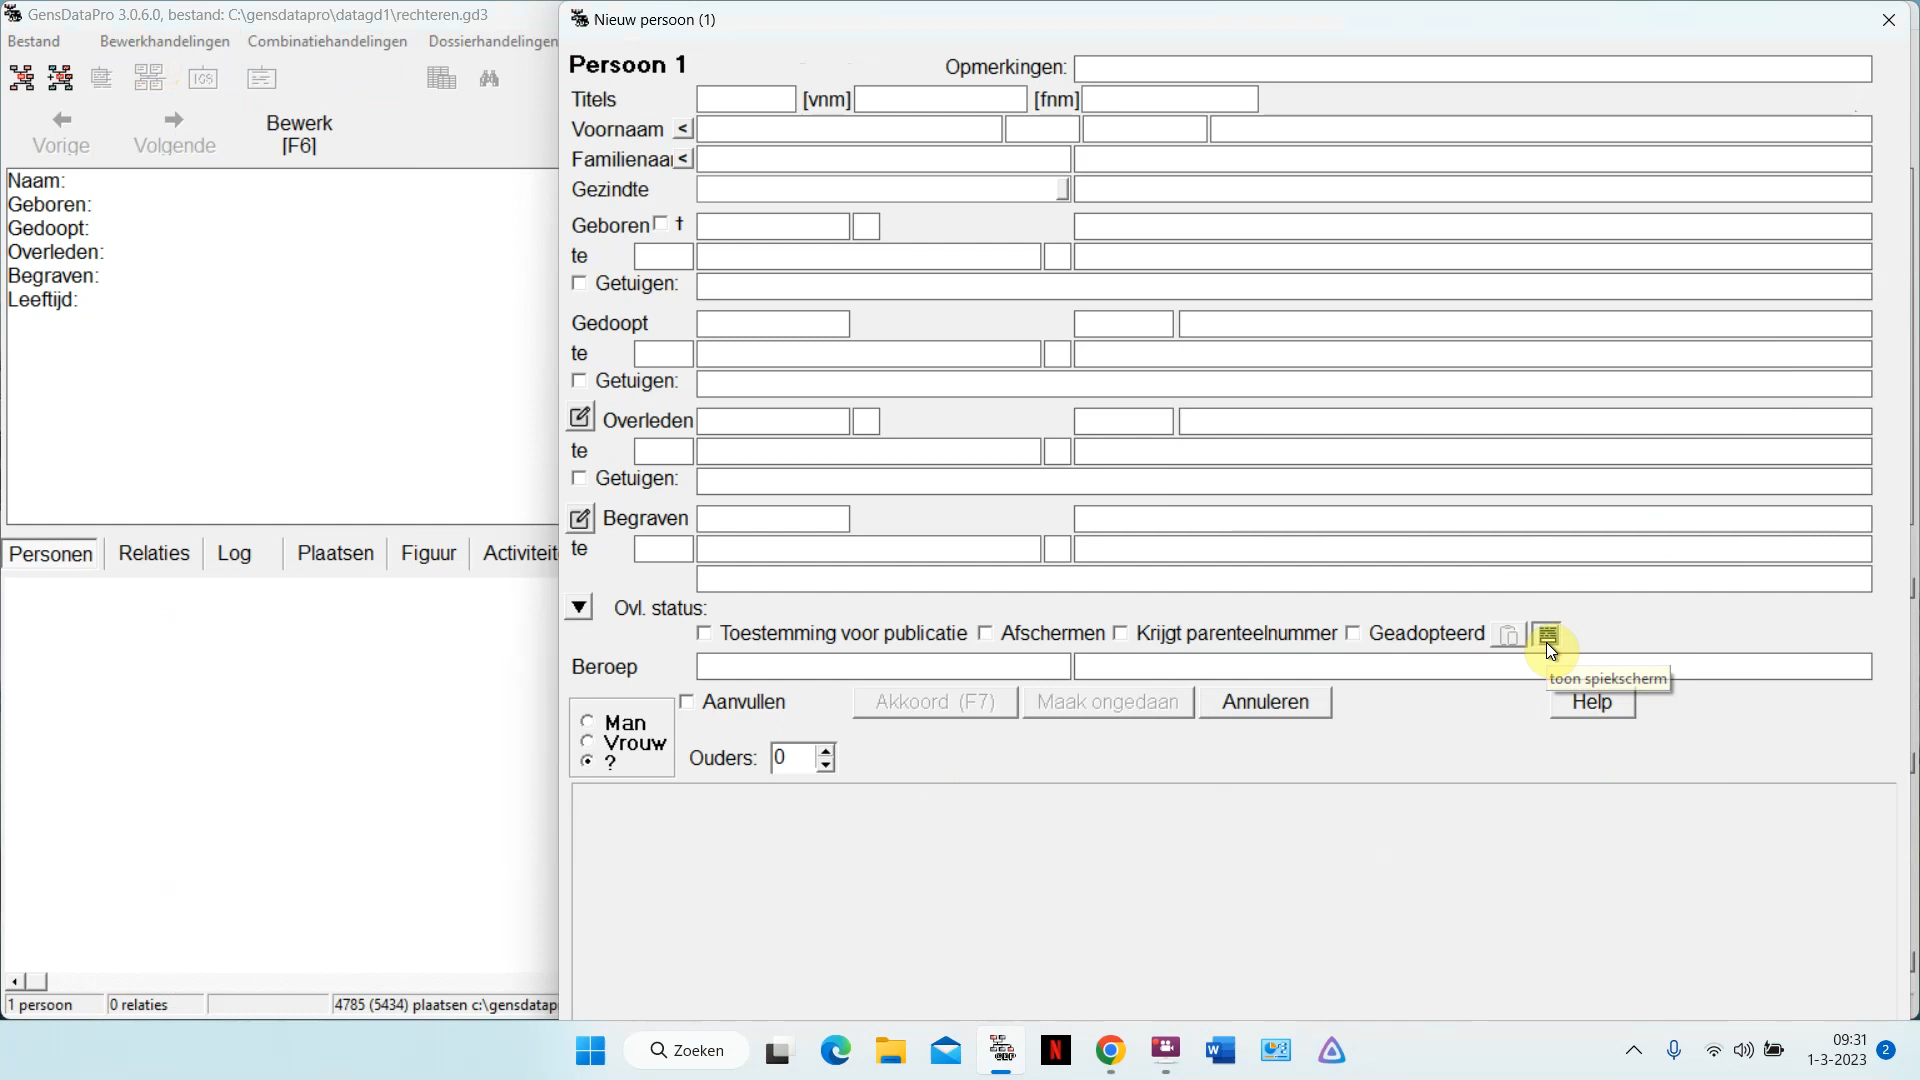 GensDataPro 3.0.6.0, bestand: C:\gensdatapro\datagd1\rechteren.gd3
Bestand Bewerkhandelingen Combinatiehandelingen Dossierhandelingen
Vorige Volgende Bewerk
[F6]
Naam:
Geboren:
Gedoopt:
Overleden:
Begraven:
Leeftijd:
Personen Relaties Log Plaatsen Figuur Activiteit
1 persoon 0 relaties 4785 (5434) plaatsen c:\gensdatap
Nieuw persoon (1)
Persoon 1 Opmerkingen:
Titels [vnm] [fnm]
Voornaam <
Familienaa <
Gezindte
Geboren †
te
Getuigen:
Gedoopt
te
Getuigen:
Overleden
te
Getuigen:
Begraven
te
Ovl. status:
Toestemming voor publicatie Afschermen Krijgt parenteelnummer Geadopteerd
Beroep
toon spiekscherm
Aanvullen Akkoord (F7) Maak ongedaan Annuleren Help
Man
Vrouw
?
Ouders: 0
Zoeken
GDP
N
W
09:31
1-3-2023
2